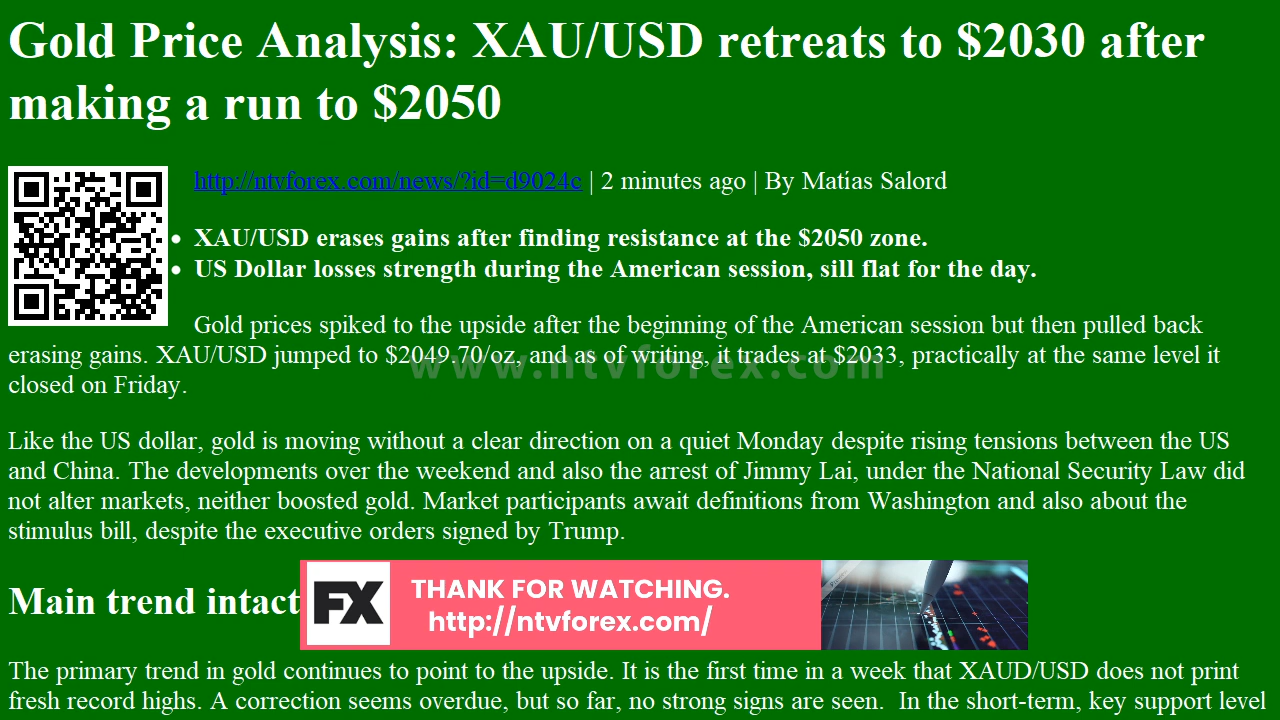 Gold Price Analysis: XAU/USD retreats to $2030 after
making a run to $2050
http://ntvforex.com/news/?id=d9024c | 2 minutes ago | By Matías Salord
• XAU/USD erases gains after finding resistance at the $2050 zone.
• US Dollar losses strength during the American session, sill flat for the day.
Gold prices spiked to the upside after the beginning of the American session but then pulled back
erasing gains. XAU/USD jumped to $2049.70/oz, and as of writing, it trades at $2033, practically at the same level it
www.ntvforex.com
closed on Friday.
Like the US dollar, gold is moving without a clear direction on a quiet Monday despite rising tensions between the US
and China. The developments over the weekend and also the arrest of Jimmy Lai, under the National Security Law did
not alter markets, neither boosted gold. Market participants await definitions from Washington and also about the
stimulus bill, despite the executive orders signed by Trump.
Main trend intact
FX
THANK FOR WATCHING.
http://ntvforex.com/
The primary trend in gold continues to point to the upside. It is the first time in a week that XAUD/USD does not print
fresh record highs. A correction seems overdue, but so far, no strong signs are seen.  In the short-term, key support level